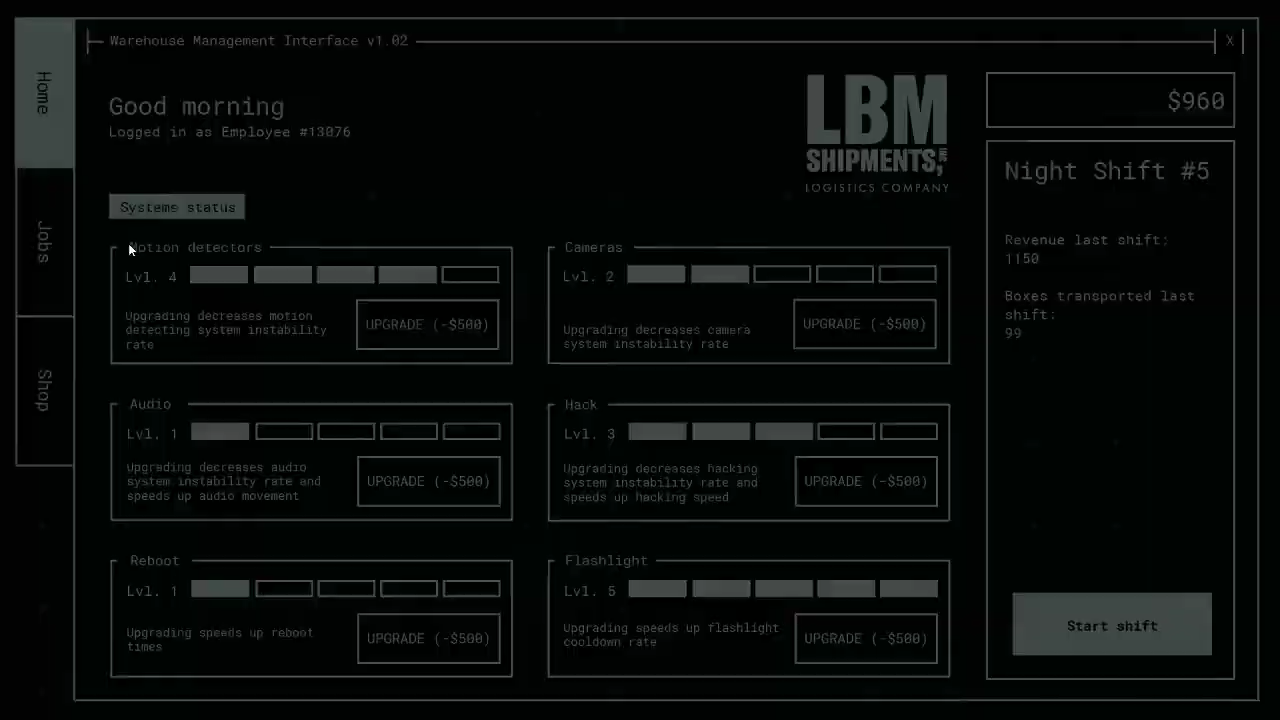 Warehouse Management Interface v1.02
X
Home
Jobs
Shop
Good morning
Logged in as Employee #13076
LBM
SHIPMENTS, INC
LOGISTICS COMPANY
$960
Night Shift #5
Revenue last shift:
1150
Boxes transported last
shift:
99
Start shift
Systems status
Motion detectors
Lvl. 4
Upgrading decreases motion
detecting system instability
rate
UPGRADE (-$500)
Cameras
Lvl. 2
Upgrading decreases camera
system instability rate
UPGRADE (-$500)
Audio
Lvl. 1
Upgrading decreases audio
system instability rate and
speeds up audio movement
UPGRADE (-$500)
Hack
Lvl. 3
Upgrading decreases hacking
system instability rate and
speeds up hacking speed
UPGRADE (-$500)
Reboot
Lvl. 1
Upgrading speeds up reboot
times
UPGRADE (-$500)
Flashlight
Lvl. 5
Upgrading speeds up flashlight
cooldown rate
UPGRADE (-$500)